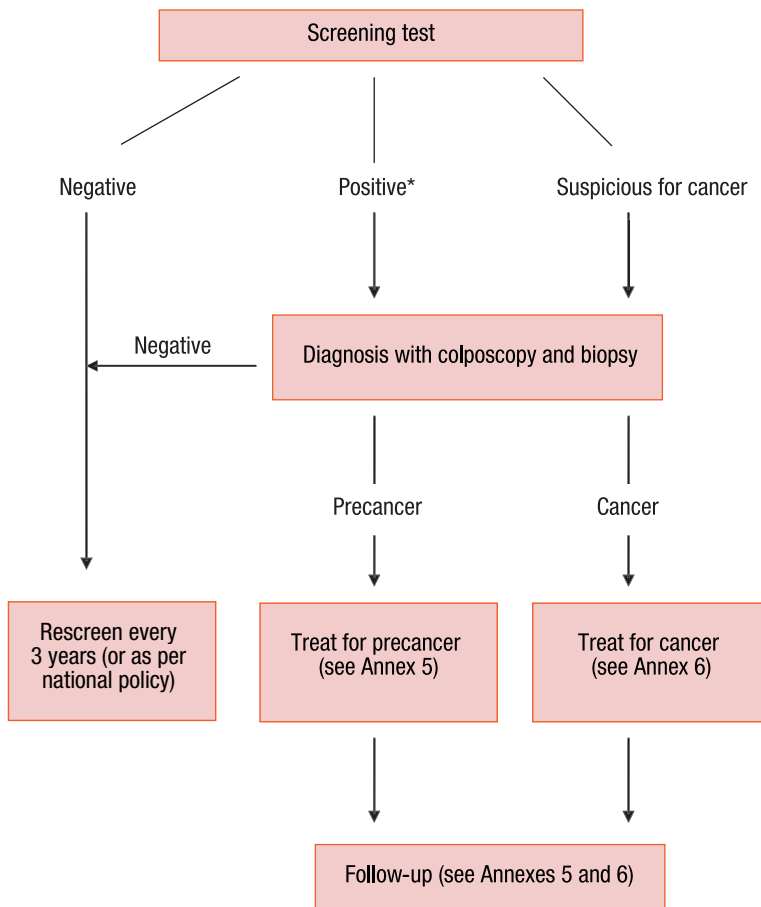 Screening test
Negative
Positive*
Suspicious for cancer
Negative
Diagnosis with colposcopy and biopsy
Precancer
Cancer
Rescreen every
3 years (or as per
national policy)
Treat for precancer
(see Annex 5)
Treat for cancer
(see Annex 6)
Follow-up (see Annexes 5 and 6)